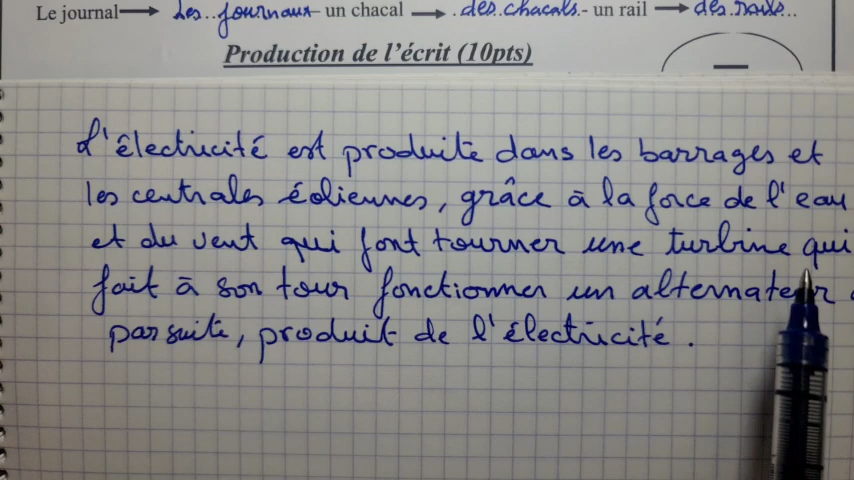 Le journal → Les..journaux – un chacal → .des.chacals.- un rail → des.rails...
Production de l'écrit (10pts)
L'électricité est produite dans les barrages et
les centrales éoliennes, grâce à la force de l'eau
et du vent qui font tourner une turbine qui
fait à son tour fonctionner un alternateur
par suite, produit de l'électricité.